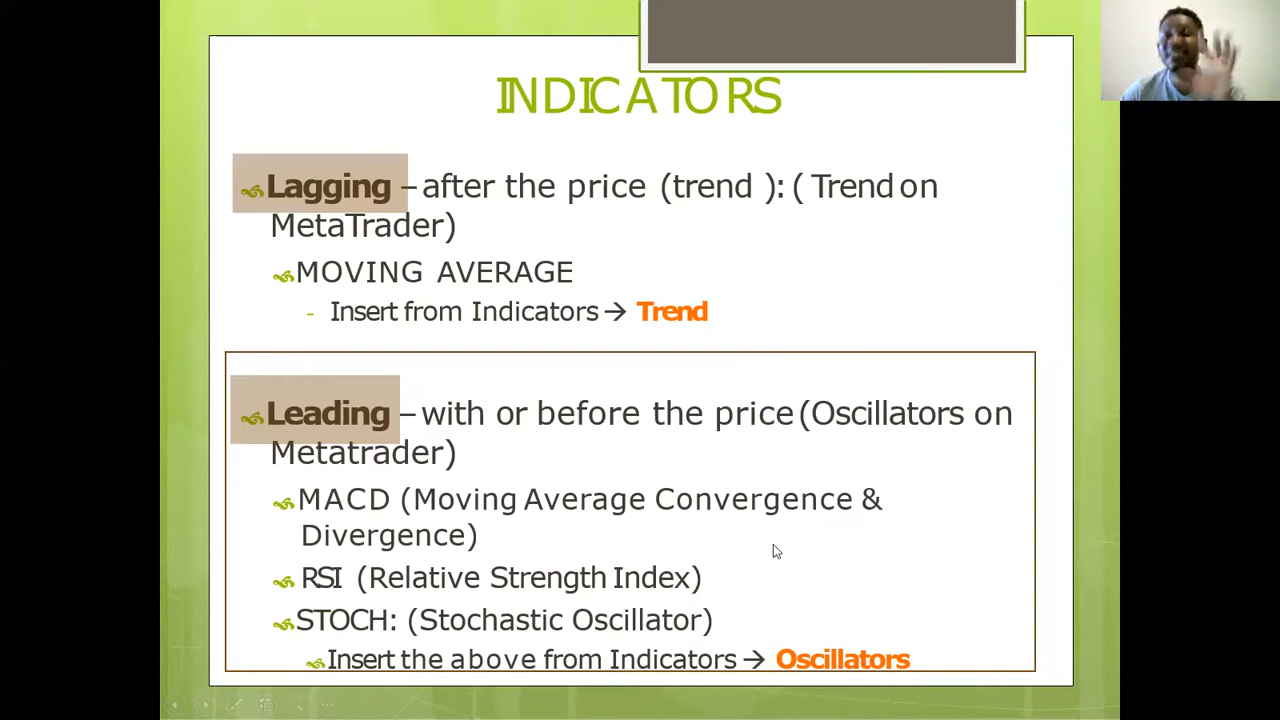 INDICATORS
Lagging – after the price (trend ): ( Trend on
MetaTrader)
MOVING AVERAGE
- Insert from Indicators → Trend
Leading – with or before the price (Oscillators on
Metatrader)
MACD (Moving Average Convergence &
Divergence)
RSI (Relative Strength Index)
STOCH: (Stochastic Oscillator)
Insert the above from Indicators → Oscillators